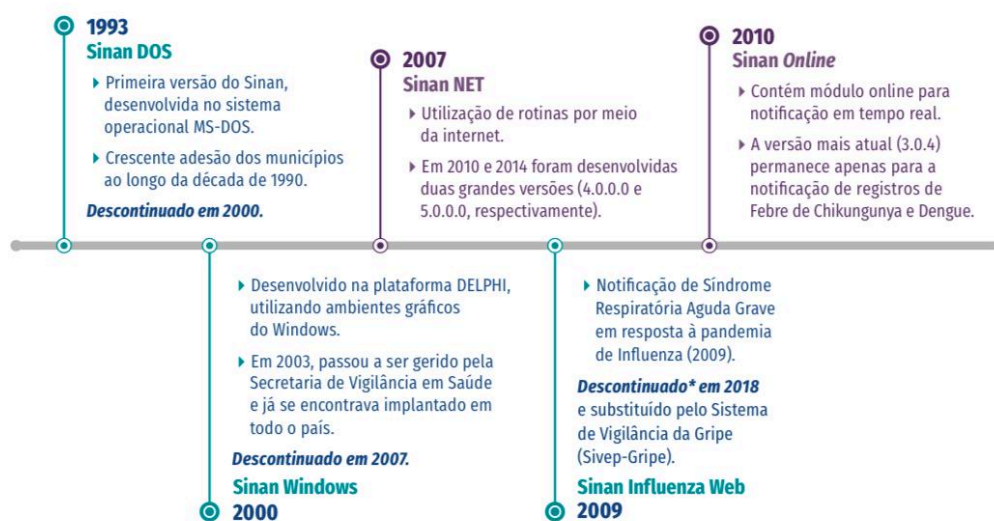 1993
Sinan DOS
▸ Primeira versão do Sinan,
desenvolvida no sistema
operacional MS-DOS.
▸ Crescente adesão dos municípios
ao longo da década de 1990.
Descontinuado em 2000.
2007
Sinan NET
▸ Utilização de rotinas por meio
da internet.
▸ Em 2010 e 2014 foram desenvolvidas
duas grandes versões (4.0.0.0 e
5.0.0.0, respectivamente).
2010
Sinan Online
▸ Contém módulo online para
notificação em tempo real.
▸ A versão mais atual (3.0.4)
permanece apenas para a
notificação de registros de
Febre de Chikungunya e Dengue.
▸ Desenvolvido na plataforma DELPHI,
utilizando ambientes gráficos
do Windows.
▸ Em 2003, passou a ser gerido pela
Secretaria de Vigilância em Saúde
e já se encontrava implantado em
todo o país.
Descontinuado em 2007.
Sinan Windows
2000
▸ Notificação de Síndrome
Respiratória Aguda Grave
em resposta à pandemia
de Influenza (2009).
Descontinuado* em 2018
e substituído pelo Sistema
de Vigilância da Gripe
(Sivep-Gripe).
Sinan Influenza Web
2009